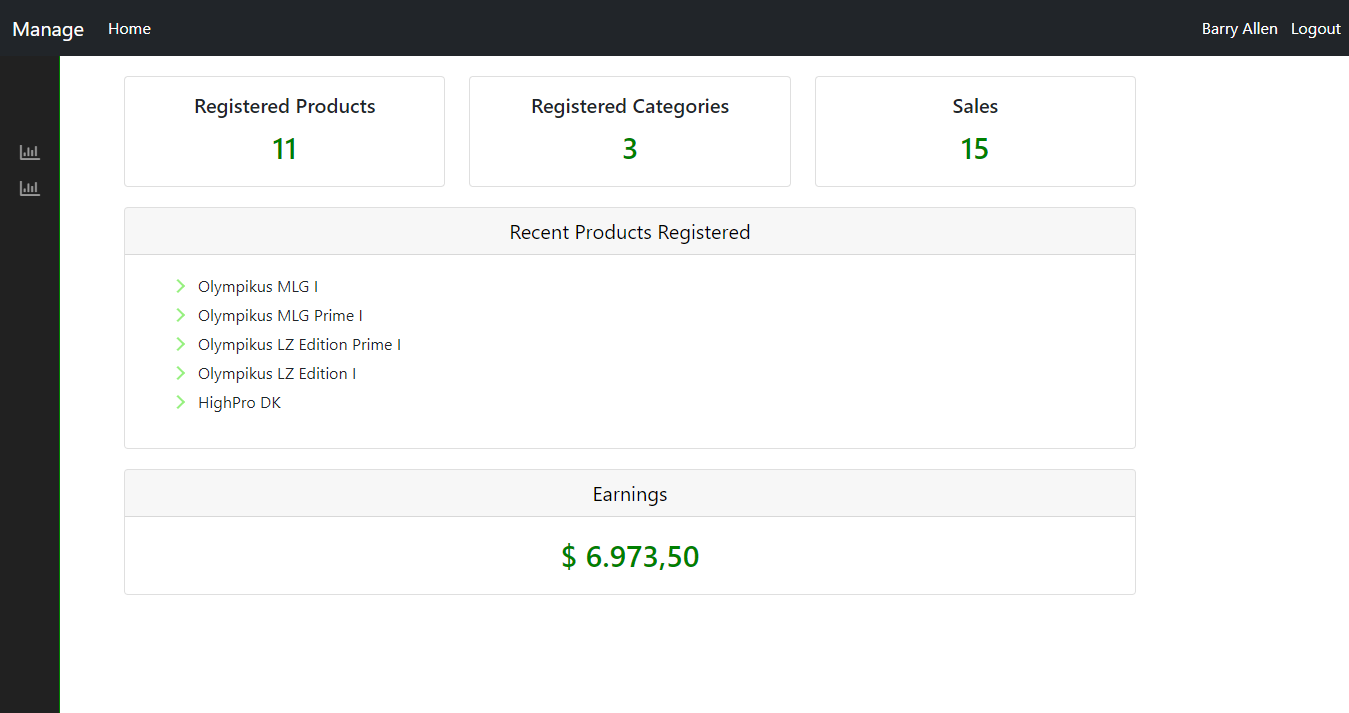 Manage Home Barry Allen Logout
Registered Products
11
Registered Categories
3
Sales
15
Recent Products Registered
Olympikus MLG I
Olympikus MLG Prime I
Olympikus LZ Edition Prime I
Olympikus LZ Edition I
HighPro DK
Earnings
$ 6.973,50